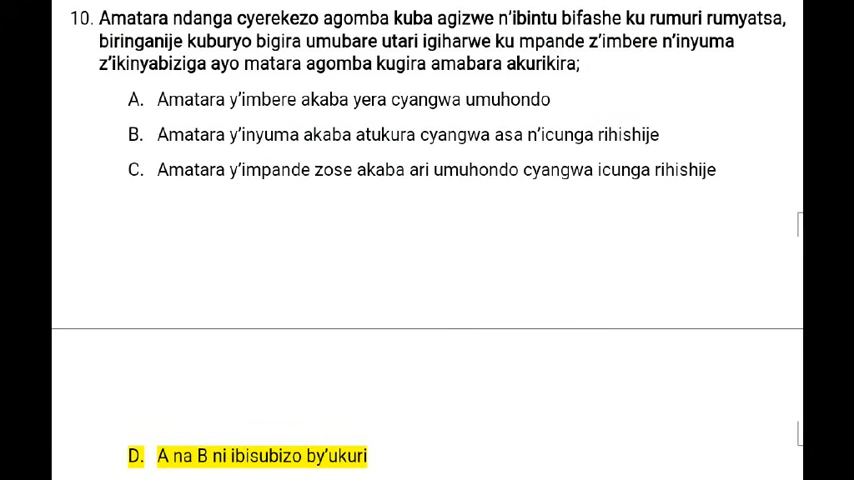 10. Amatara ndanga cyerekezo agomba kuba agizwe n'ibintu bifashe ku rumuri rumyatsa,
biringanije kuburyo bigira umubare utari igiharwe ku mpande z'imbere n'inyuma
z'ikinyabiziga ayo matara agomba kugira amabara akurikira;
A. Amatara y'imbere akaba yera cyangwa umuhondo
B. Amatara y'inyuma akaba atukura cyangwa asa n'icunga rihishije
C. Amatara y'impande zose akaba ari umuhondo cyangwa icunga rihishije
D. A na B ni ibisubizo by'ukuri